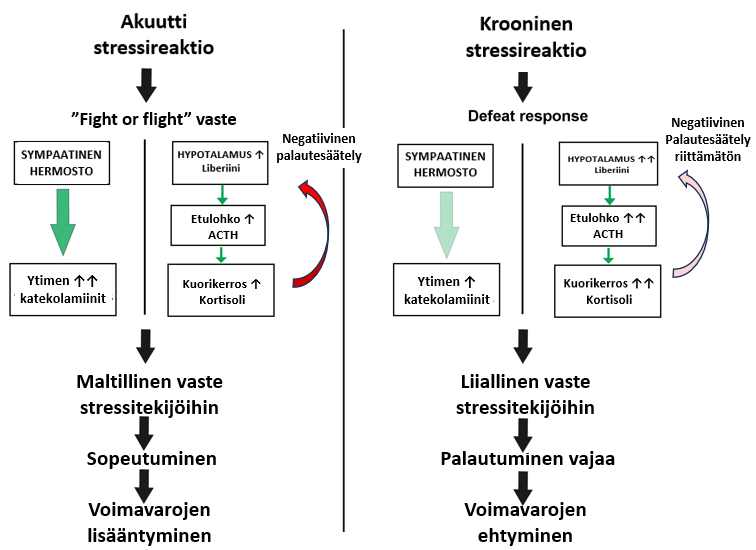 Akuutti
stressireaktio
”Fight or flight” vaste
SYMPAATINEN
HERMOSTO
Ytimen ↑↑
katekolamiinit
HYPOTALAMUS ↑
Liberiini
Etulohko ↑
ACTH
Kuorikerros ↑
Kortisoli
Negatiivinen
palautesäätely
Maltillinen vaste
stressitekijöihin
Sopeutuminen
Voimavarojen
lisääntyminen
Krooninen
stressireaktio
Defeat response
SYMPAATINEN
HERMOSTO
Ytimen ↑
katekolamiinit
HYPOTALAMUS ↑↑
Liberiini
Etulohko ↑↑
ACTH
Kuorikerros ↑↑
Kortisoli
Negatiivinen
Palautesäätely
riittämätön
Liiallinen vaste
stressitekijöihin
Palautuminen vajaa
Voimavarojen
ehtyminen